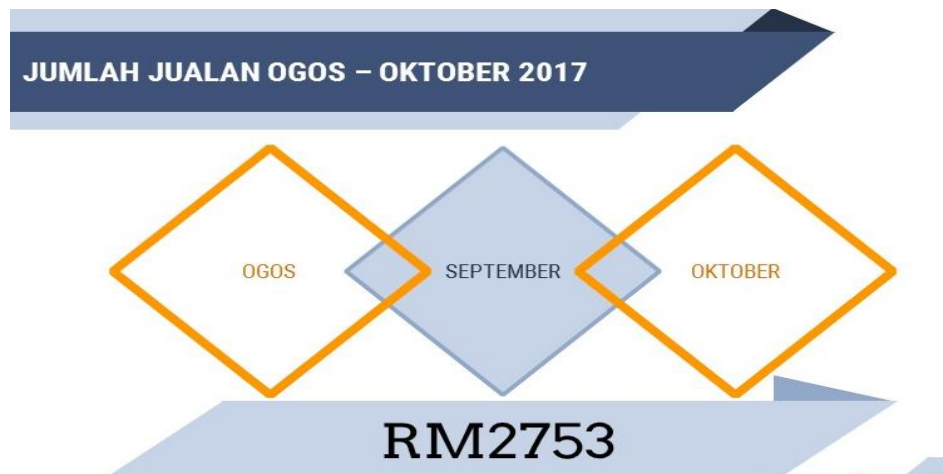 JUMLAH JUALAN OGOS – OKTOBER 2017
OGOS SEPTEMBER OKTOBER
RM2753